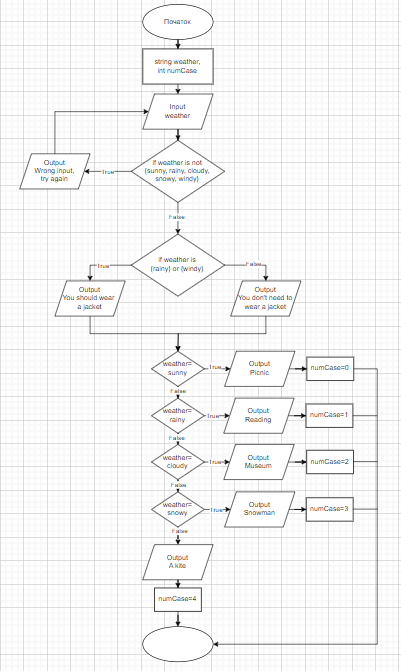 Початок
string weather,
int numCase
Input
weather
if weather is not
{sunny, rainy, cloudy,
snowy, windy}
True
Output
Wrong input,
try again
False
if weather is
{rainy} or {windy}
True
False
Output
You should wear
a jacket
Output
You don't need to
wear a jacket
weather=
sunny
True
Output
Picnic
numCase=0
False
weather=
rainy
True
Output
Reading
numCase=1
False
weather=
cloudy
True
Output
Museum
numCase=2
False
weather=
snowy
True
Output
Snowman
numCase=3
False
Output
A kite
numCase=4